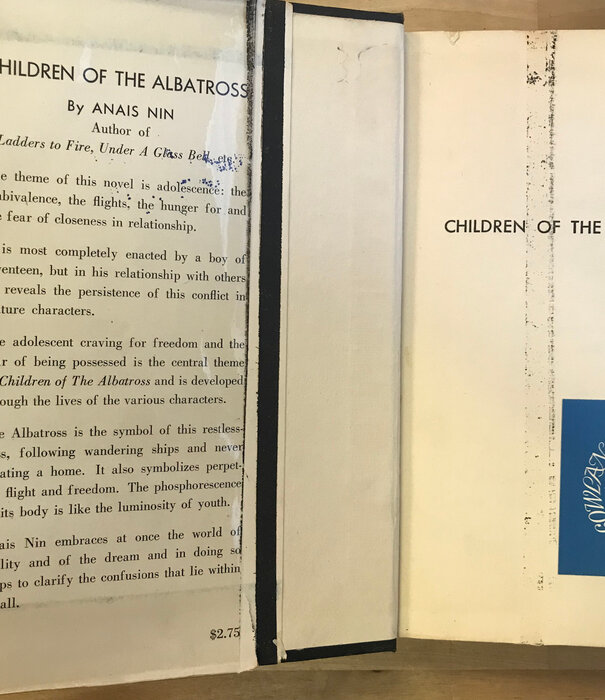 HILDREN OF THE ALBATROSS
By ANAIS NIN
Author of
Ladders to Fire, Under A Glass Bell, etc.
e theme of this novel is adolescence: the
bivalence, the flights, the hunger for and
fear of closeness in relationship.
is most completely enacted by a boy of
venteen, but in his relationship with others
reveals the persistence of this conflict in
ture characters.
e adolescent craving for freedom and the
ar of being possessed is the central theme
Children of The Albatross and is developed
ough the lives of the various characters.
e Albatross is the symbol of this restless-
ss, following wandering ships and never
ating a home. It also symbolizes perpet-
flight and freedom. The phosphorescence
its body is like the luminosity of youth.
ais Nin embraces at once the world of
lity and of the dream and in doing so
ps to clarify the confusions that lie within
all.
$2.75
CHILDREN OF THE